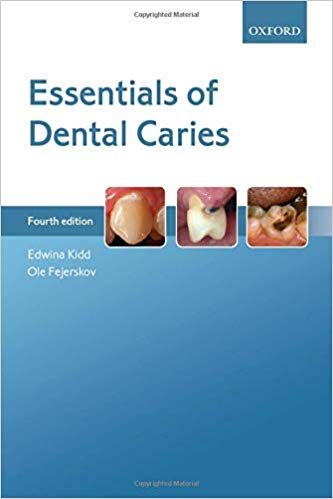 Copyrighted Material
OXFORD
Essentials of
Dental Caries
Fourth edition
Edwina Kidd
Ole Fejerskov
Copyrighted Material